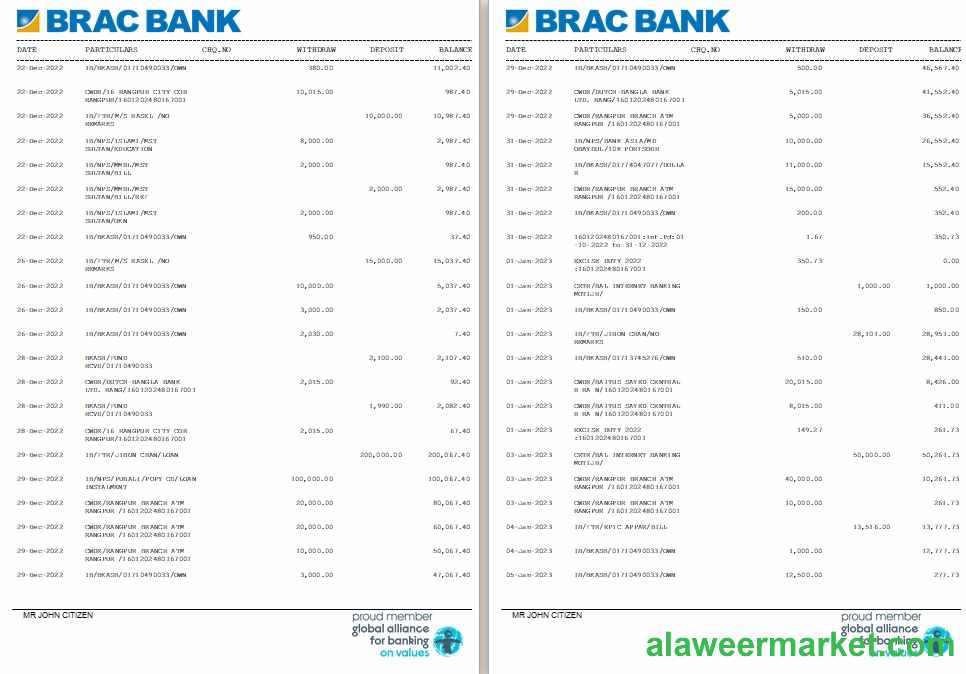 BRAC BANK
DATE PARTICULARS CHQ.NO WITHDRAW DEPOSIT BALANCE
22-Dec-2022 IB/BKASH/01710490033/OWN 380.00 11,002.40
22-Dec-2022 CWDR/16 RANGPUR CITY COR 10,015.00 987.40
RANGPUR/1601202480167001
22-Dec-2022 IB/FTR/M/S /NO 10,000.00 10,987.40
REMARKS
22-Dec-2022 IB/NPS/ISLAMI/MST 8,000.00 2,987.40
SULTAN/EDUCATION
22-Dec-2022 IB/NPS/MMBL/MST 2,000.00 987.40
SULTAN/BILL
22-Dec-2022 IB/NPS/MMBL/MST 2,000.00 2,987.40
SULTAN/BILL/REF
22-Dec-2022 IB/NPS/ISLAMI/MST 2,000.00 987.40
22-Dec-2022 IB/BKASH/01710490033/OWN 950.00 37.40
26-Dec-2022 IB/FTR/M/S /NO 15,000.00 15,037.40
REMARKS
26-Dec-2022 IB/BKASH/01710490033/OWN 10,000.00 5,037.40
26-Dec-2022 IB/BKASH/01710490033/OWN 3,000.00 2,037.40
26-Dec-2022 IB/BKASH/01710490033/OWN 2,030.00 7.40
28-Dec-2022 BKASH/FUND 2,100.00 2,107.40
RCVD/01710490033
28-Dec-2022 CWDR/DUTCH-BANGLA BANK 2,015.00 92.40
LTD. RANG/1601202480167001
28-Dec-2022 BKASH/FUND 1,990.00 2,082.40
RCVD/01710490033
28-Dec-2022 CWDR/16 RANGPUR CITY COR 2,015.00 67.40
RANGPUR/1601202480167001
29-Dec-2022 IB/FTR/JIBON CHAN/LOAN 200,000.00 200,067.40
29-Dec-2022 IB/NPS/PUBALI/POPY CS/LOAN 100,000.00 100,067.40
INSTALMENT
29-Dec-2022 CWDR/RANGPUR BRANCH ATM 20,000.00 80,067.40
RANGPUR /1601202480167001
29-Dec-2022 CWDR/RANGPUR BRANCH ATM 20,000.00 60,067.40
RANGPUR /1601202480167001
29-Dec-2022 CWDR/RANGPUR BRANCH ATM 10,000.00 50,067.40
RANGPUR /1601202480167001
29-Dec-2022 IB/BKASH/01710490033/OWN 3,000.00 47,067.40
MR JOHN CITIZEN
proud member
global alliance
for banking
on values
BRAC BANK
DATE PARTICULARS CHQ.NO WITHDRAW DEPOSIT BALANCE
29-Dec-2022 IB/BKASH/01710490033/OWN 500.00 46,567.40
29-Dec-2022 CWDR/DUTCH-BANGLA BANK 5,015.00 41,552.40
LTD. RANG/1601202480167001
29-Dec-2022 CWDR/RANGPUR BRANCH ATM 5,000.00 36,552.40
RANGPUR /1601202480167001
31-Dec-2022 IB/NPS/BANK ASIA/MD 10,000.00 26,552.40
31-Dec-2022 IB/BKASH/01774047077/DOLLA 11,000.00 15,552.40
R
31-Dec-2022 CWDR/RANGPUR BRANCH ATM 15,000.00 552.40
RANGPUR /1601202480167001
31-Dec-2022 IB/BKASH/01710490033/OWN 200.00 352.40
31-Dec-2022 1601202480167001:Int.Pd:01 1.67 350.73
-10-2022 to 31-12-2022
01-Jan-2023 EXCISE DUTY 2022 350.73 0.00
:1601202480167001
01-Jan-2023 CSTR/BAL INTERNET BANKING 1,000.00 1,000.00
01-Jan-2023 IB/BKASH/01710490033/OWN 150.00 850.00
01-Jan-2023 IB/FTR/JIBON CHAN/NO 28,101.00 28,951.00
REMARKS
01-Jan-2023 IB/BKASH/01713745276/OWN 510.00 28,441.00
01-Jan-2023 CWDR/BAITUS SAYKO CENTRAL 20,015.00 8,426.00
R RA N/1601202480167001
01-Jan-2023 CWDR/BAITUS SAYKO CENTRAL 8,015.00 411.00
R RA N/1601202480167001
01-Jan-2023 EXCISE DUTY 2022 149.27 261.73
:1601202480167001
03-Jan-2023 CSTR/BAL INTERNET BANKING 50,000.00 50,261.73
03-Jan-2023 CWDR/RANGPUR BRANCH ATM 40,000.00 10,261.73
RANGPUR /1601202480167001
03-Jan-2023 CWDR/RANGPUR BRANCH ATM 10,000.00 261.73
RANGPUR /1601202480167001
04-Jan-2023 IB/FTR/EPIC APPAR/BILL 13,516.00 13,777.73
04-Jan-2023 IB/BKASH/01710490033/OWN 1,000.00 12,777.73
05-Jan-2023 IB/BKASH/01710490033/OWN 12,500.00 277.73
MR JOHN CITIZEN
proud member
global alliance
for banking
on values
alaweermarket.com